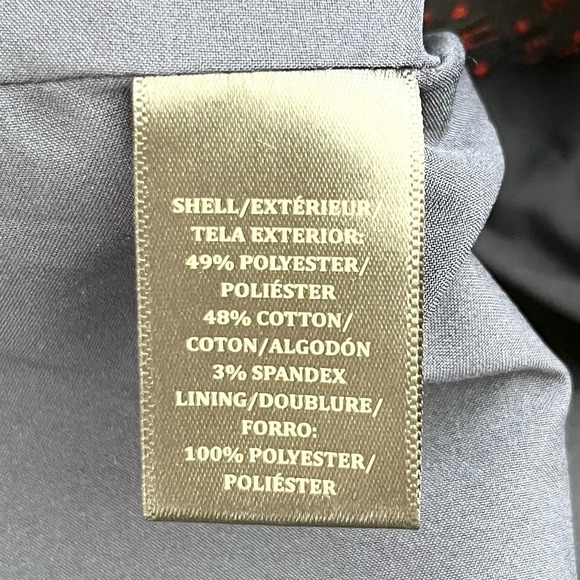 SHELL/EXTÉRIEUR/
TELA EXTERIOR:
49% POLYESTER/
POLIÉSTER
48% COTTON/
COTON/ALGODÓN
3% SPANDEX
LINING/DOUBLURE/
FORRO:
100% POLYESTER/
POLIÉSTER